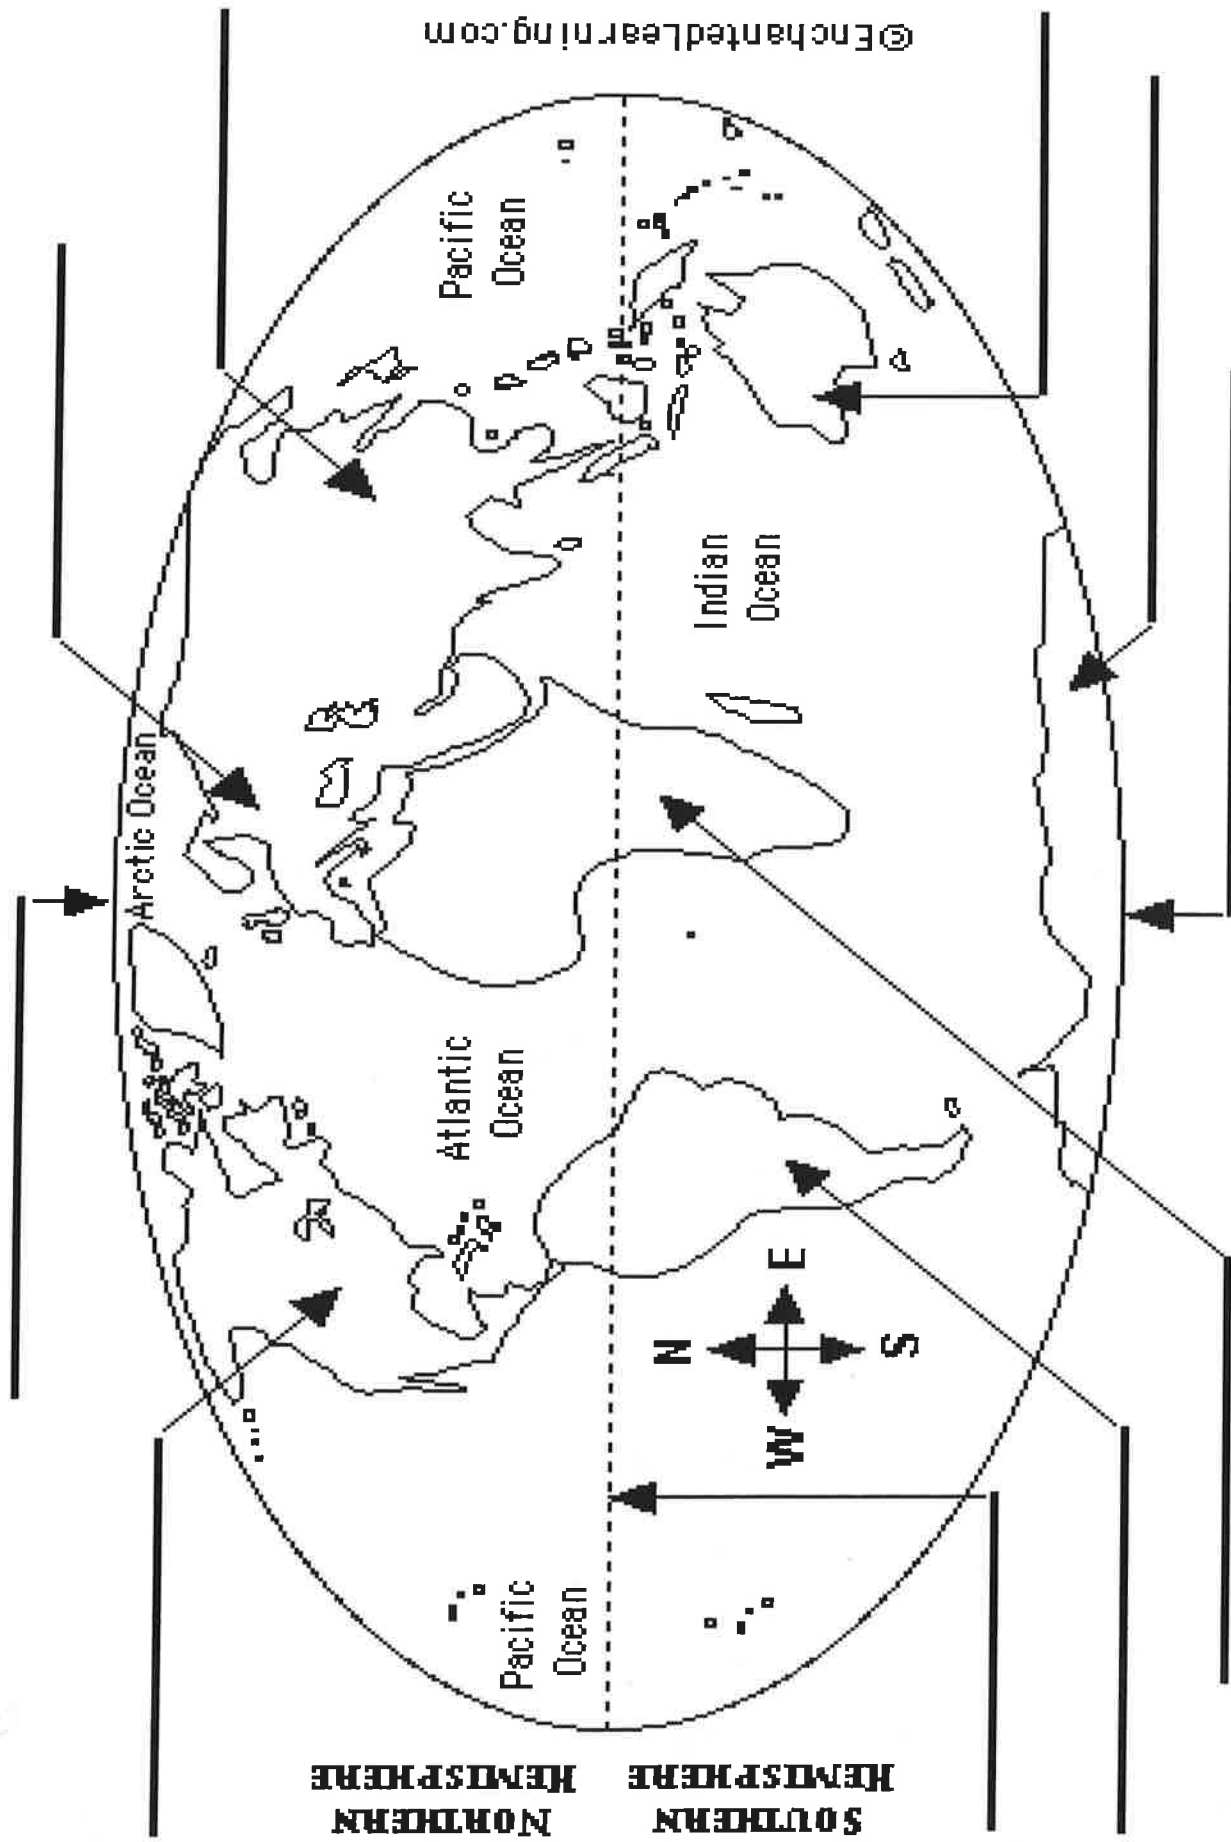 Arctic Ocean
Pacific
Ocean
Atlantic
Ocean
Indian
Ocean
Pacific
Ocean
N
W
E
S
NORTHERN
HEMISPHERE
SOUTHERN
HEMISPHERE
©EnchantedLearning.com